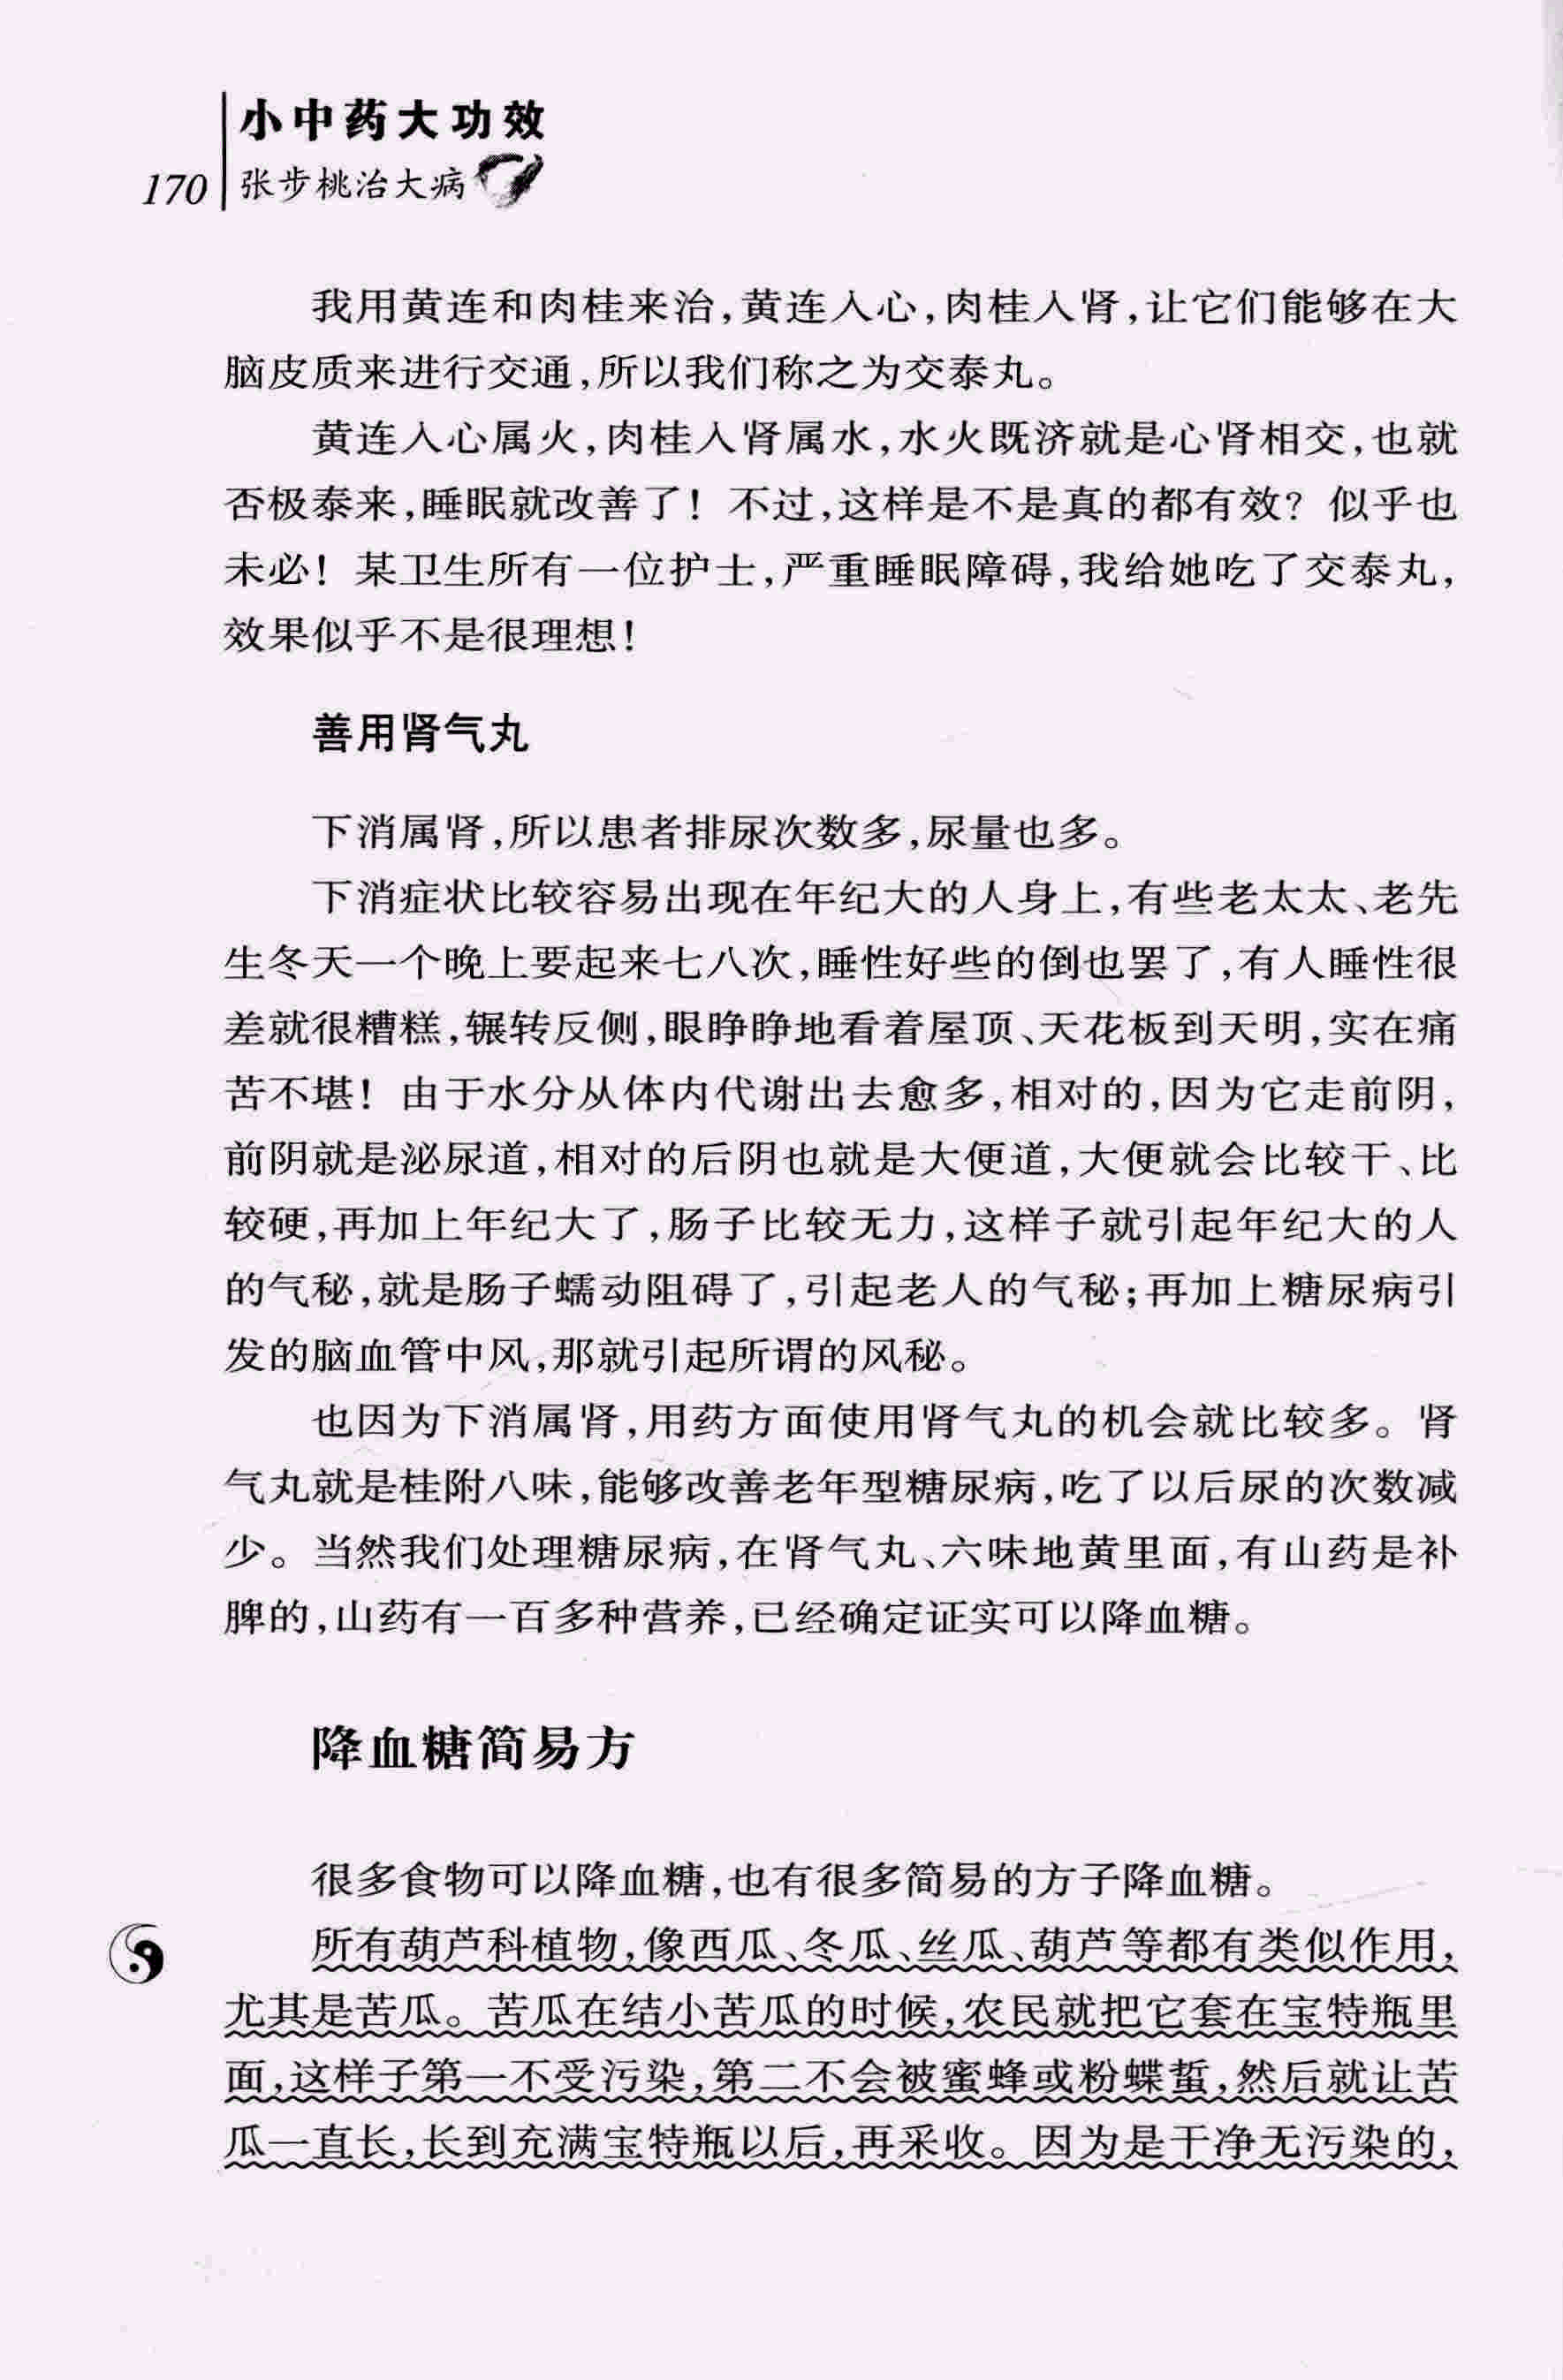 小中药大功效
170 张步桃治大病
我用黄连和肉桂来治,黄连入心,肉桂入肾,让它们能够在大
脑皮质来进行交通,所以我们称之为交泰丸。
黄连入心属火,肉桂入肾属水,水火既济就是心肾相交,也就
否极泰来,睡眠就改善了!不过,这样是不是真的都有效?似乎也
未必!某卫生所有一位护士,严重睡眠障碍,我给她吃了交泰丸,
效果似乎不是很理想!
善用肾气丸
下消属肾,所以患者排尿次数多,尿量也多。
下消症状比较容易出现在年纪大的人身上,有些老太太、老先
生冬天一个晚上要起来七八次,睡性好些的倒也罢了,有人睡性很
差就很糟糕,辗转反侧,眼睁睁地看着屋顶、天花板到天明,实在痛
苦不堪!由于水分从体内代谢出去愈多,相对的,因为它走前阴,
前阴就是泌尿道,相对的后阴也就是大便道,大便就会比较干、比
较硬,再加上年纪大了,肠子比较无力,这样子就引起年纪大的人
的气秘,就是肠子蠕动阻碍了,引起老人的气秘;再加上糖尿病引
发的脑血管中风,那就引起所谓的风秘。
也因为下消属肾,用药方面使用肾气丸的机会就比较多。肾
气丸就是桂附八味,能够改善老年型糖尿病,吃了以后尿的次数减
少。当然我们处理糖尿病,在肾气丸、六味地黄里面,有山药是补
脾的,山药有一百多种营养,已经确定证实可以降血糖。
降血糖简易方
很多食物可以降血糖,也有很多简易的方子降血糖。
所有葫芦科植物,像西瓜、冬瓜、丝瓜、葫芦等都有类似作用,
尤其是苦瓜。苦瓜在结小苦瓜的时候,农民就把它套在宝特瓶里
面,这样子第一不受污染,第二不会被蜜蜂或粉蝶蜇,然后就让苦
瓜一直长,长到充满宝特瓶以后,再采收。因为是干净无污染的,